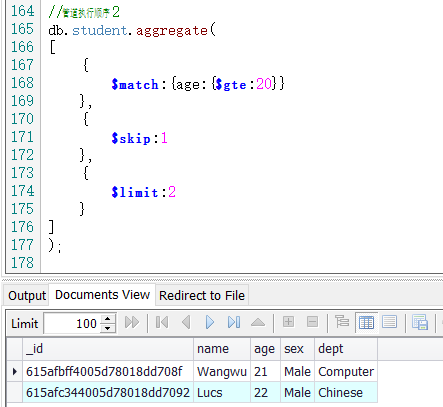 164 //管道执行顺序2
165 db.student.aggregate(
166 [
167 {
168 $match:{age:{$gte:20}}
169 },
170 {
171 $skip:1
172 },
173 {
174 $limit:2
175 }
176 ]
177 );
178
Output Documents View Redirect to File
Limit 100
_id name age sex dept
615afbff4005d78018dd708f Wangwu 21 Male Computer
615afc344005d78018dd7092 Lucs 22 Male Chinese